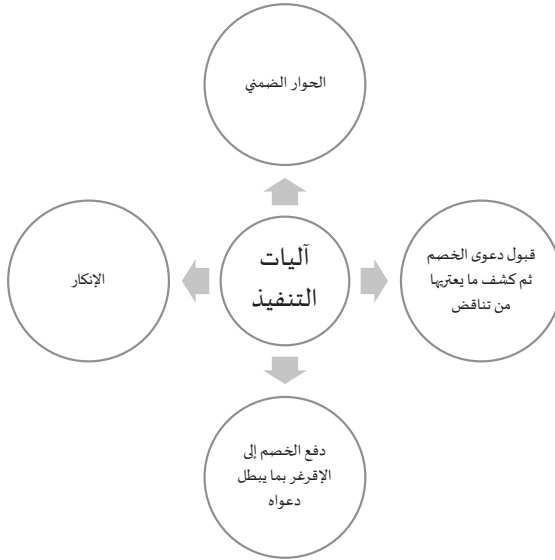 الحوار الضمني
قبول دعوى الخصم
ثم كشف ما يعتريها
من تناقض
آليات
التنفيذ
الإنكار
دفع الخصم إلى
الإقرغر بما يبطل
دعواه